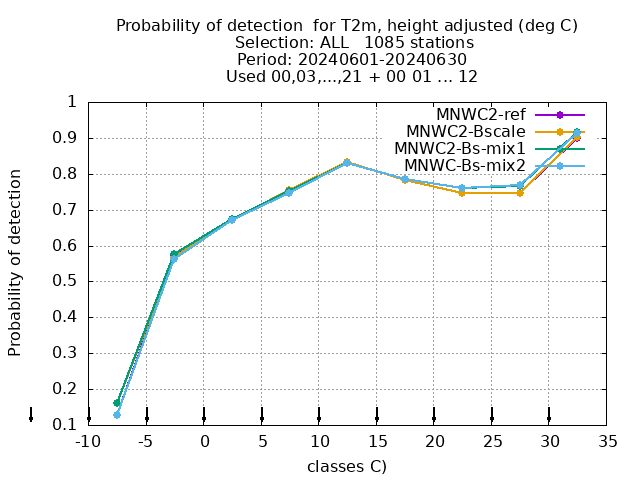 Probability of detection  for T2m, height adjusted (deg C)
Selection: ALL   1085 stations
Period: 20240601-20240630
Used 00,03,...,21 + 00 01 ... 12
MNWC2-ref
MNWC2-Bscale
MNWC2-Bs-mix1
MNWC-Bs-mix2
Probability of detection
1
0.9
0.8
0.7
0.6
0.5
0.4
0.3
0.2
0.1
-10 -5 0 5 10 15 20 25 30 35
classes C)